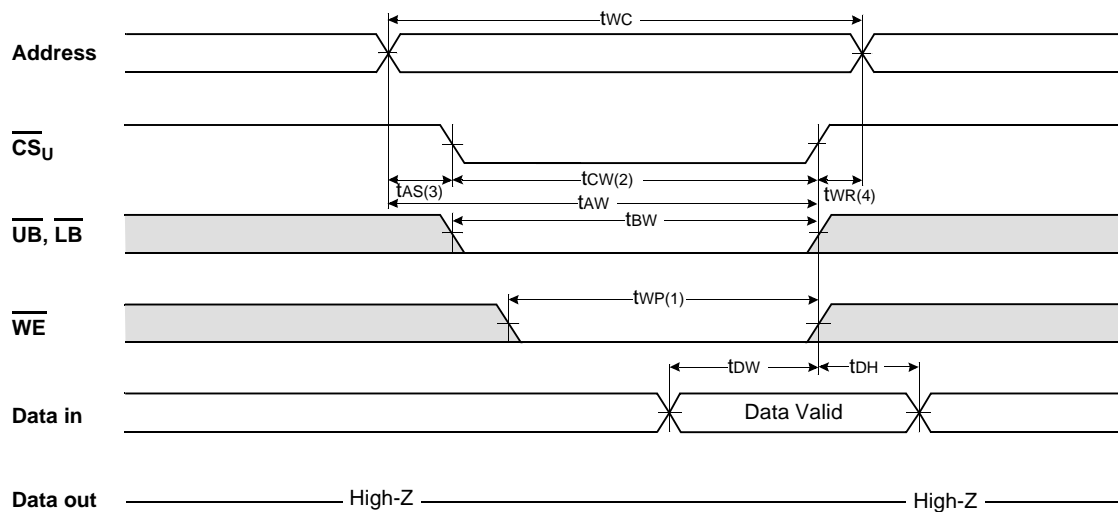 tWC
Address
CSU
tAS(3) tCW(2) tWR(4)
tAW
UB, LB tBW
WE tWP(1)
tDW tDH
Data in Data Valid
Data out High-Z High-Z